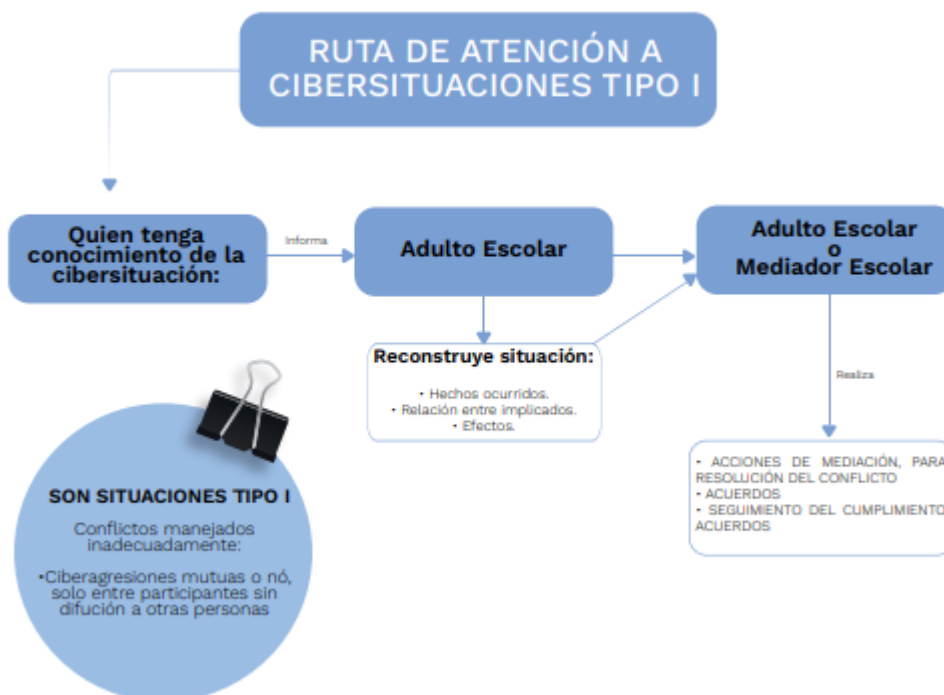 RUTA DE ATENCIÓN A
CIBERSITUACIONES TIPO I
Quien tenga
conocimiento de la
cibersituación:
Informa
Adulto Escolar
Adulto Escolar
o
Mediador Escolar
Reconstruye situación:
• Hechos ocurridos.
• Relación entre implicados.
• Efectos.
Realiza
• ACCIONES DE MEDIACIÓN, PARA
RESOLUCIÓN DEL CONFLICTO
• ACUERDOS
• SEGUIMIENTO DEL CUMPLIMIENTO
ACUERDOS
SON SITUACIONES TIPO I
Conflictos manejados
inadecuadamente:
•Ciberagresiones mutuas o nó,
solo entre participantes sin
difución a otras personas